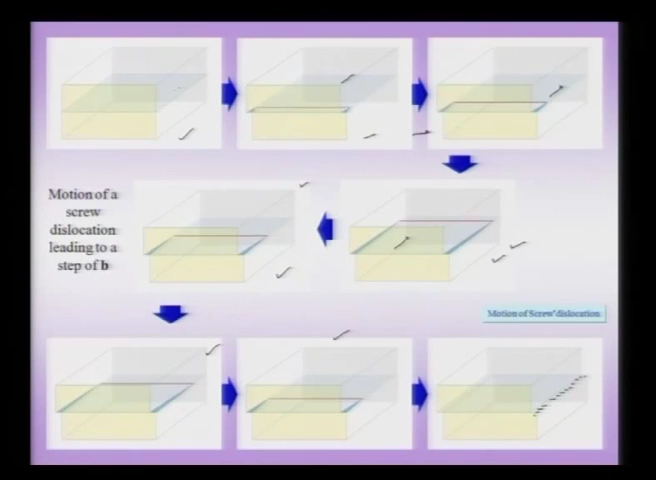 Motion of a
screw
dislocation
leading to a
step of b
Motion of Screw dislocation